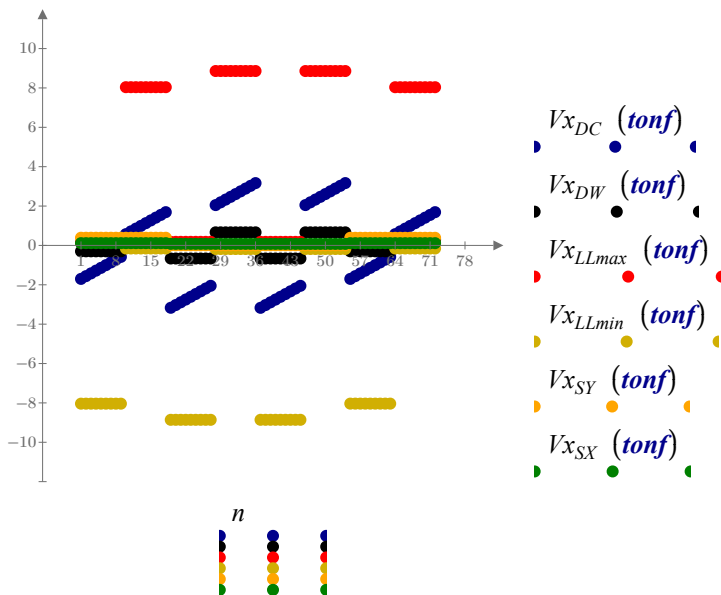 10
8
6
4
2
0
−2
−4
−6
−8
−10
1 8 15 22 29 36 43 50 57 64 71 78
Vx_DC (tonf)
Vx_DW (tonf)
Vx_LLmax (tonf)
Vx_LLmin (tonf)
Vx_SY (tonf)
Vx_SX (tonf)
n